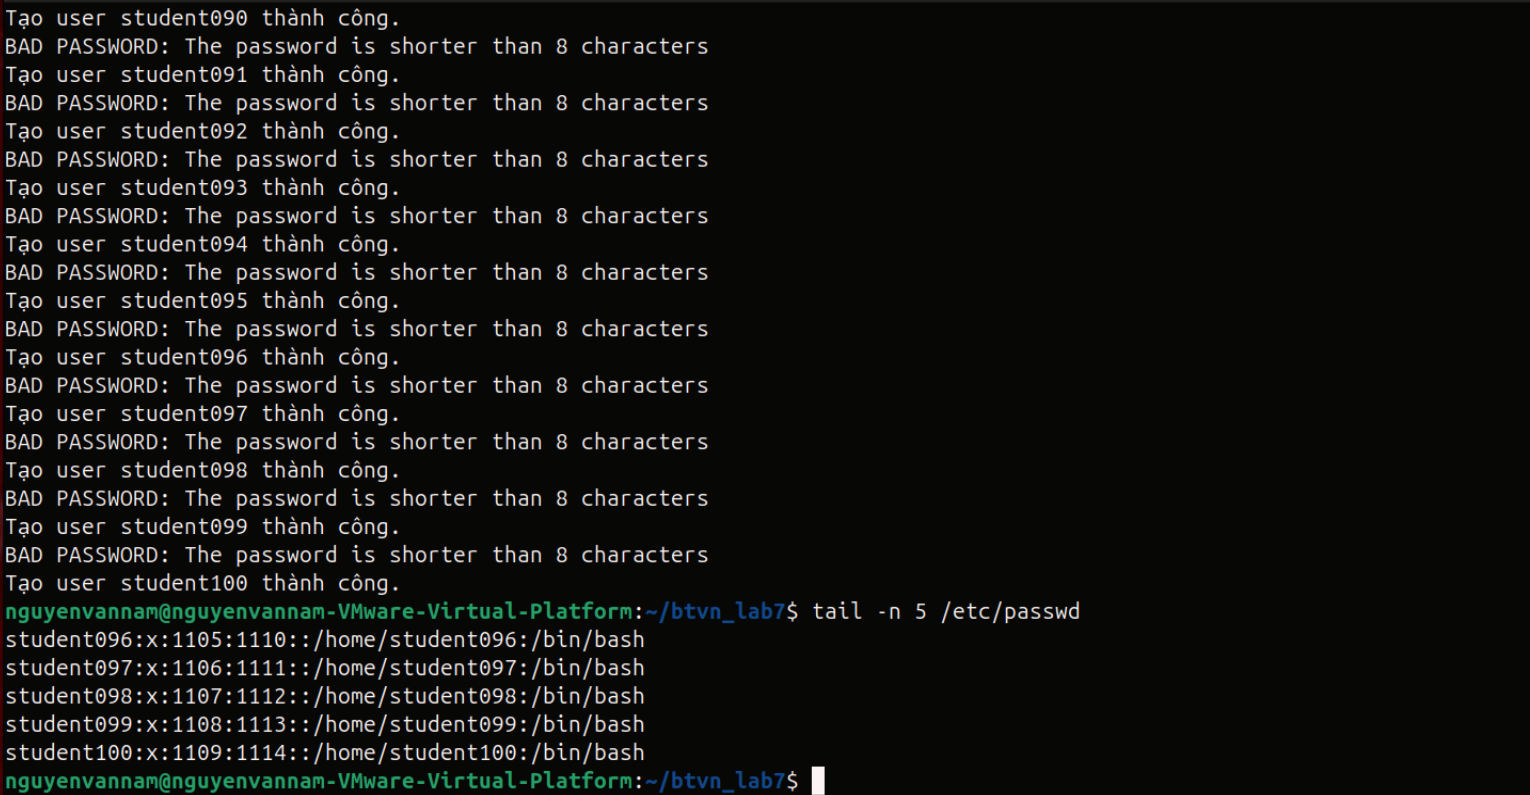 Tạo user student090 thành công.
BAD PASSWORD: The password is shorter than 8 characters
Tạo user student091 thành công.
BAD PASSWORD: The password is shorter than 8 characters
Tạo user student092 thành công.
BAD PASSWORD: The password is shorter than 8 characters
Tạo user student093 thành công.
BAD PASSWORD: The password is shorter than 8 characters
Tạo user student094 thành công.
BAD PASSWORD: The password is shorter than 8 characters
Tạo user student095 thành công.
BAD PASSWORD: The password is shorter than 8 characters
Tạo user student096 thành công.
BAD PASSWORD: The password is shorter than 8 characters
Tạo user student097 thành công.
BAD PASSWORD: The password is shorter than 8 characters
Tạo user student098 thành công.
BAD PASSWORD: The password is shorter than 8 characters
Tạo user student099 thành công.
BAD PASSWORD: The password is shorter than 8 characters
Tạo user student100 thành công.
nguyenvannam@nguyenvannam-VMware-Virtual-Platform:~/btvn_lab7$ tail -n 5 /etc/passwd
student096:x:1105:1110::/home/student096:/bin/bash
student097:x:1106:1111::/home/student097:/bin/bash
student098:x:1107:1112::/home/student098:/bin/bash
student099:x:1108:1113::/home/student099:/bin/bash
student100:x:1109:1114::/home/student100:/bin/bash
nguyenvannam@nguyenvannam-VMware-Virtual-Platform:~/btvn_lab7$